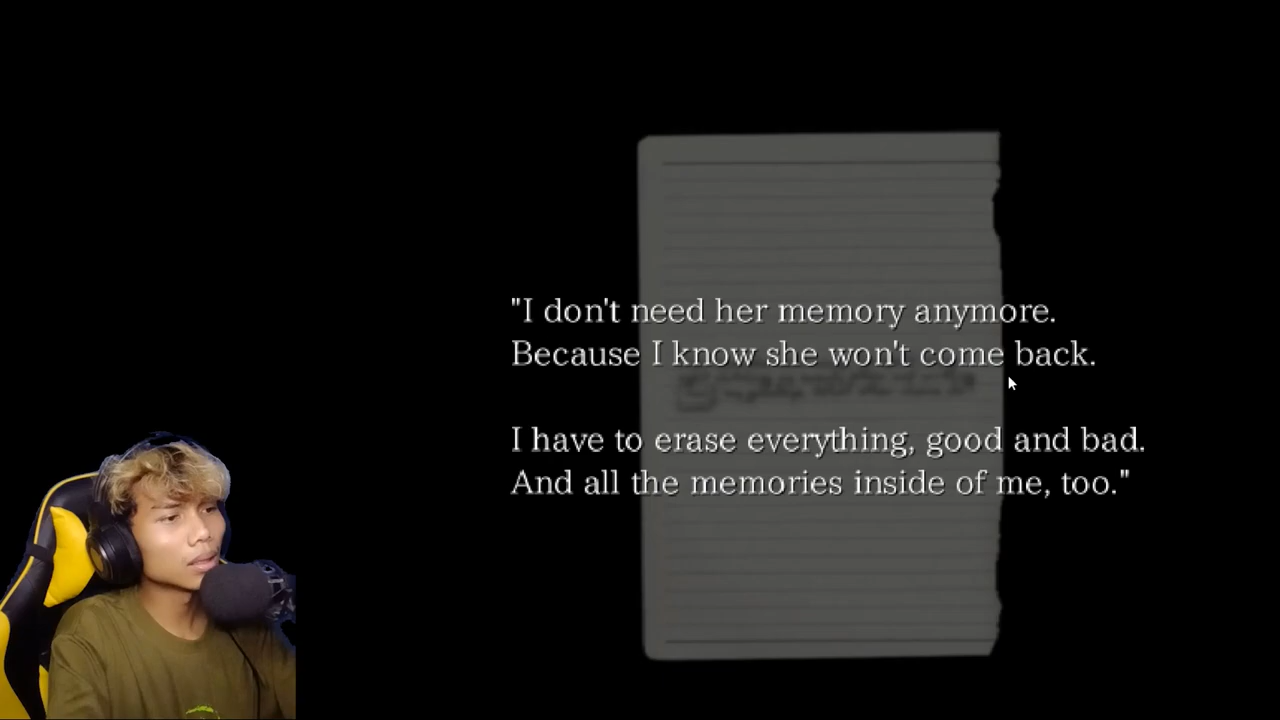 "I don't need her memory anymore.
Because I know she won't come back.
I have to erase everything, good and bad.
And all the memories inside of me, too."